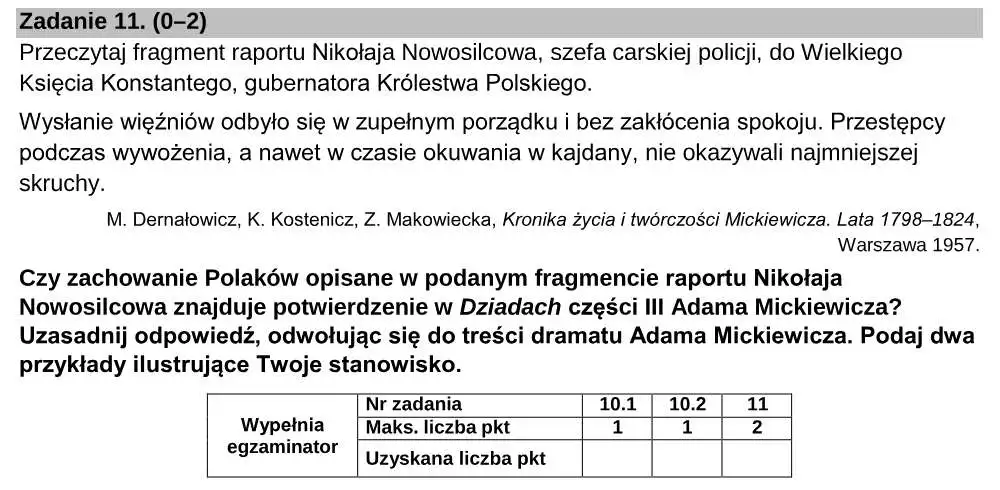 Zadanie 11. (0–2)
Przeczytaj fragment raportu Nikołaja Nowosilcowa, szefa carskiej policji, do Wielkiego
Księcia Konstantego, gubernatora Królestwa Polskiego.
Wysłanie więźniów odbyło się w zupełnym porządku i bez zakłócenia spokoju. Przestępcy
podczas wywożenia, a nawet w czasie okuwania w kajdany, nie okazywali najmniejszej
skruchy.
M. Dernałowicz, K. Kostenicz, Z. Makowiecka, Kronika życia i twórczości Mickiewicza. Lata 1798–1824,
Warszawa 1957.
Czy zachowanie Polaków opisane w podanym fragmencie raportu Nikołaja
Nowosilcowa znajduje potwierdzenie w Dziadach części III Adama Mickiewicza?
Uzasadnij odpowiedź, odwołując się do treści dramatu Adama Mickiewicza. Podaj dwa
przykłady ilustrujące Twoje stanowisko.
Wypełnia egzaminator
Nr zadania 10.1 10.2 11
Maks. liczba pkt 1 1 2
Uzyskana liczba pkt